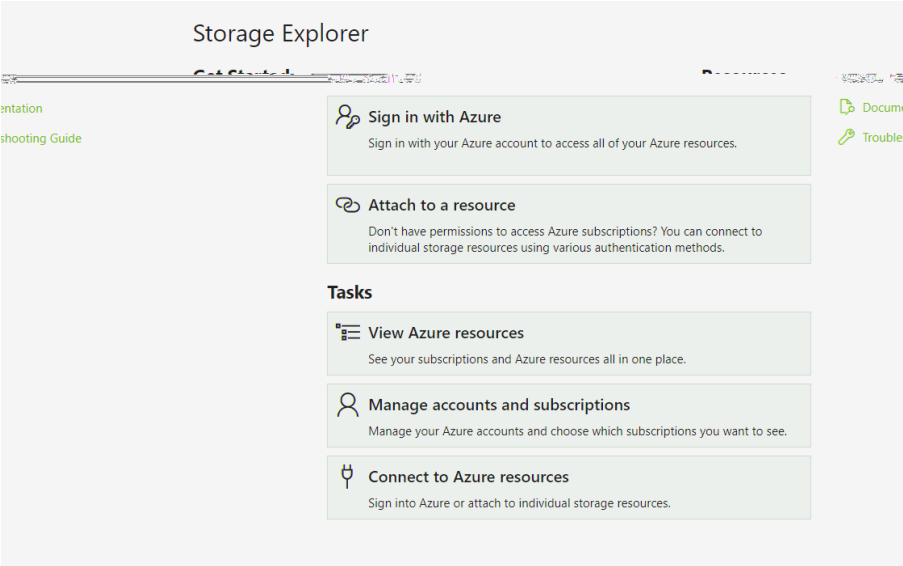 Storage Explorer
Get Started
Resources
entation
shooting Guide
Sign in with Azure
Sign in with your Azure account to access all of your Azure resources.
Docume
Trouble
Attach to a resource
Don't have permissions to access Azure subscriptions? You can connect to
individual storage resources using various authentication methods.
Tasks
View Azure resources
See your subscriptions and Azure resources all in one place.
Manage accounts and subscriptions
Manage your Azure accounts and choose which subscriptions you want to see.
Connect to Azure resources
Sign into Azure or attach to individual storage resources.